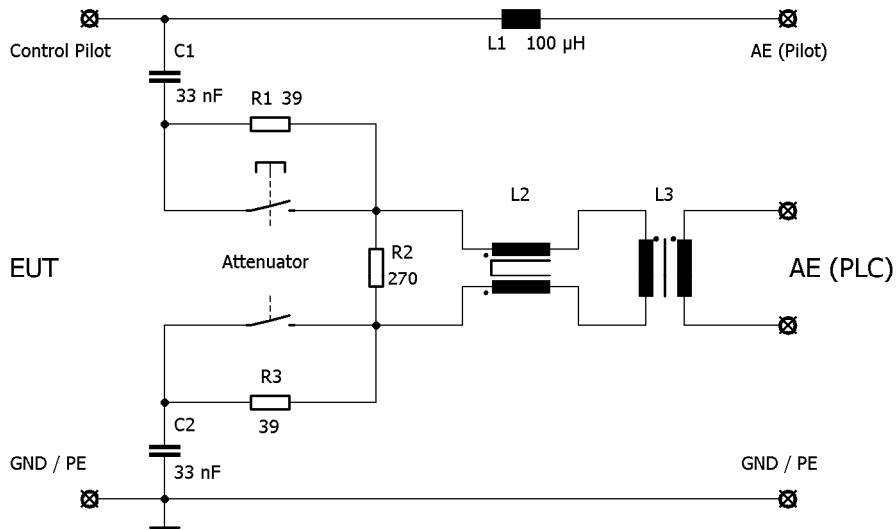 Control Pilot
C1
33 nF
L1 100 µH
AE (Pilot)
R1 39
L2
L3
EUT
Attenuator
R2
270
AE (PLC)
R3
39
C2
33 nF
GND / PE
GND / PE